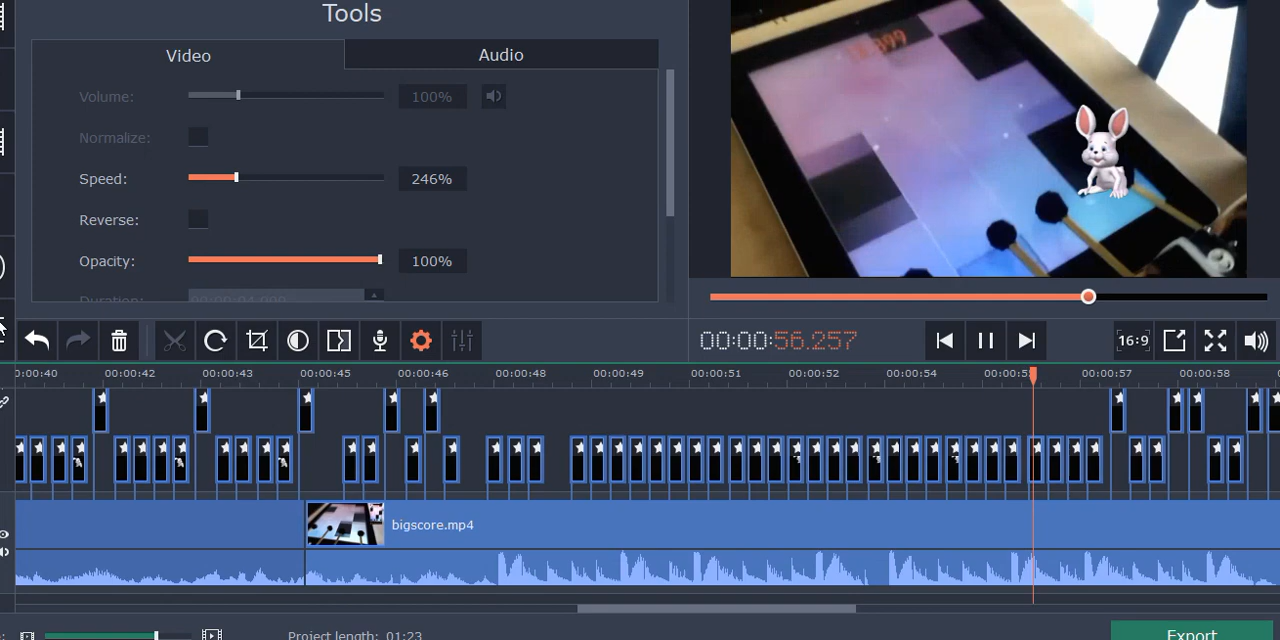 Tools
Video
Audio
Volume:
100%
Normalize:
Speed:
246%
Reverse:
Opacity:
100%
Duration:
00:00:56.257
16:9
00:00:42
00:00:43
00:00:45
00:00:46
00:00:48
00:00:49
00:00:51
00:00:52
00:00:54
00:00:57
00:00:58
bigscore.mp4
Project length: 01:23
Export